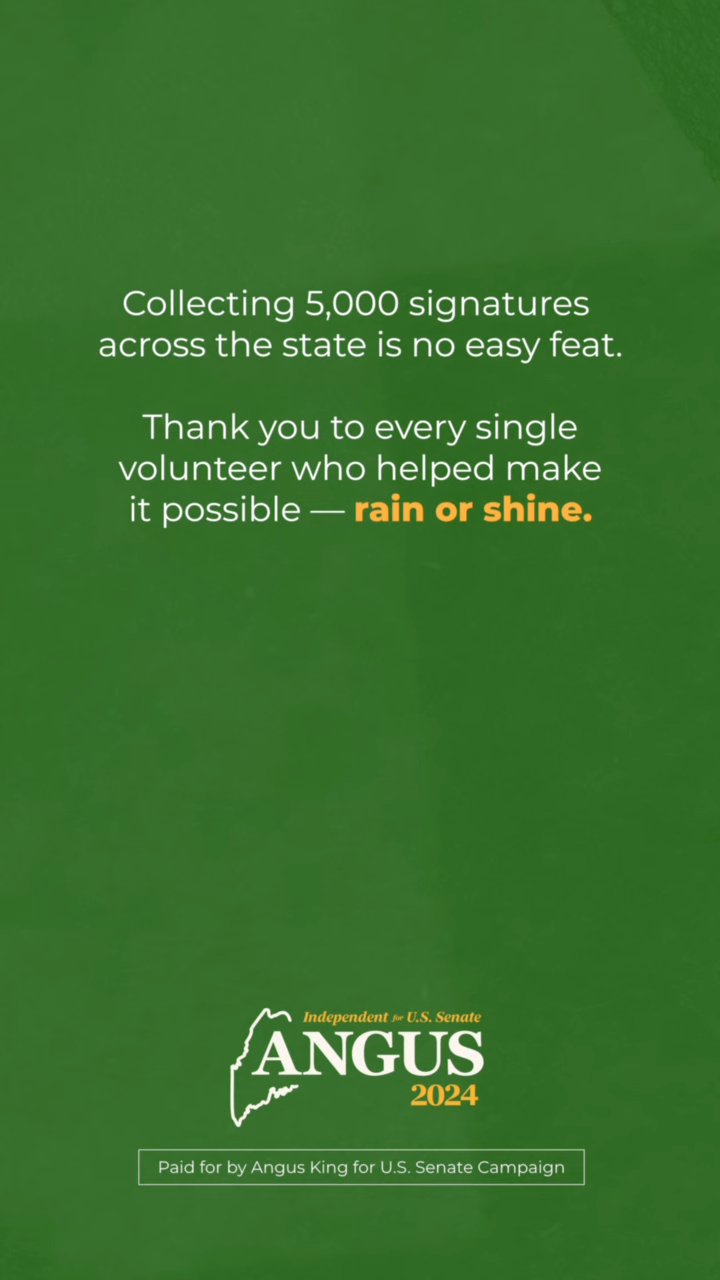 Collecting 5,000 signatures
across the state is no easy feat.
Thank you to every single
volunteer who helped make
it possible — rain or shine.
Independent for U.S. Senate
ANGUS
2024
Paid for by Angus King for U.S. Senate Campaign